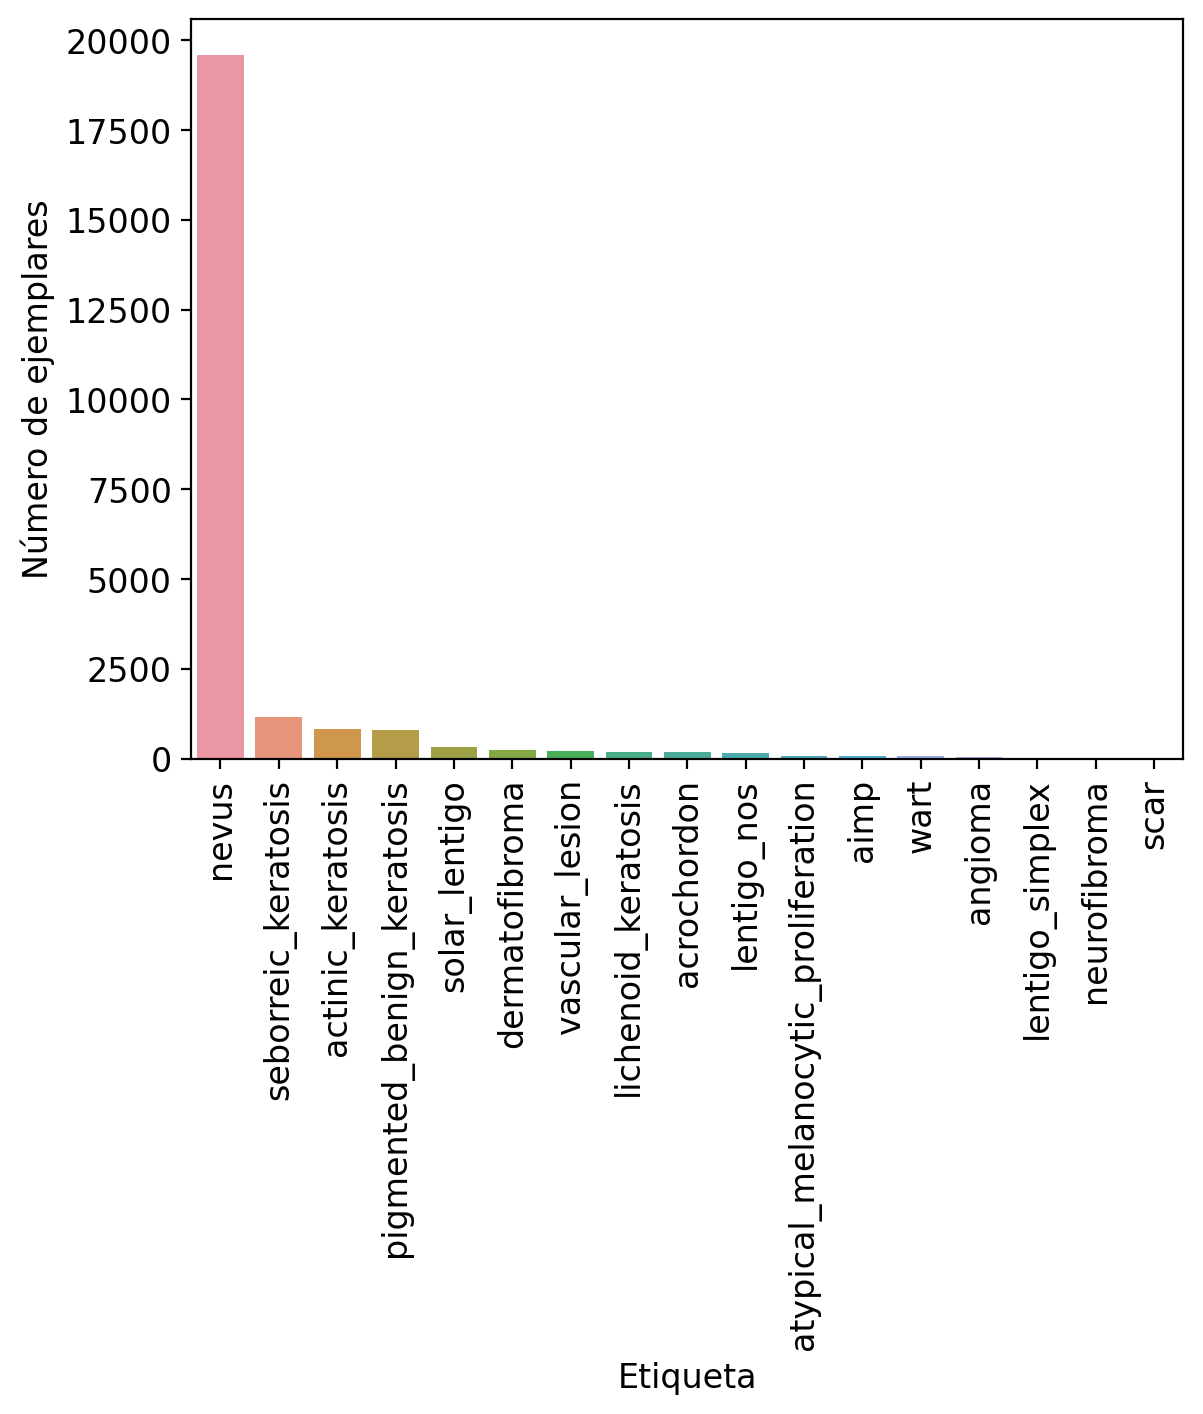 Número de ejemplares
20000
17500
15000
12500
10000
7500
5000
2500
0
nevus
seborreic_keratosis
actinic_keratosis
pigmented_benign_keratosis
solar_lentigo
dermatofibroma
vascular_lesion
lichenoid_keratosis
acrochordon
lentigo_nos
atypical_melanocytic_proliferation
aimp
wart
angioma
lentigo_simplex
neurofibroma
scar
Etiqueta